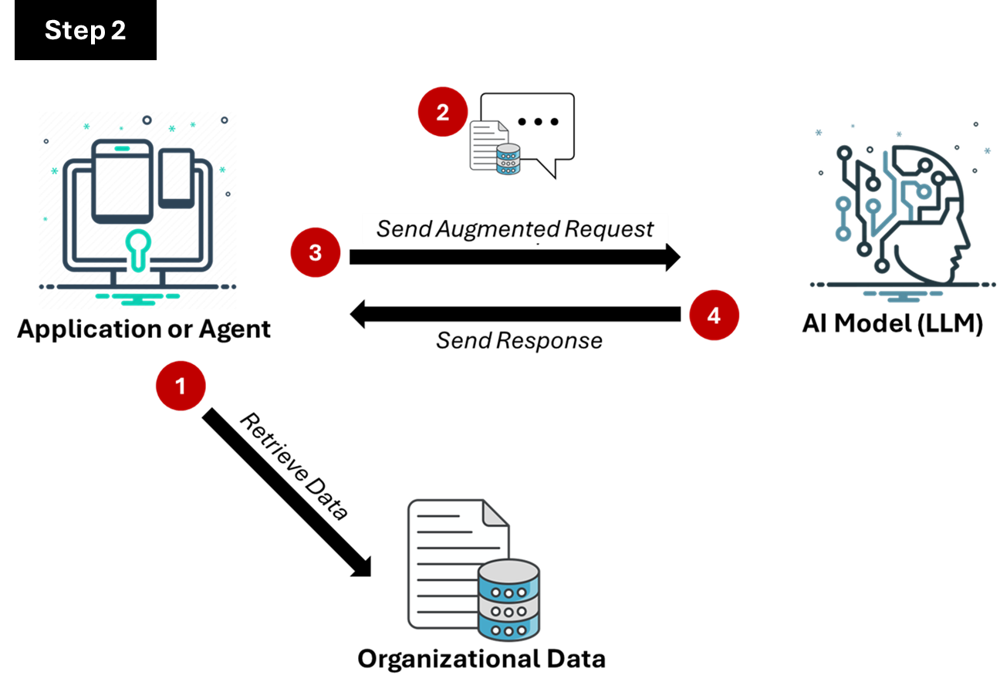 Step 2
2
Send Augmented Request
3
4
Send Response
Application or Agent
AI Model (LLM)
1
Retrieve Data
Organizational Data